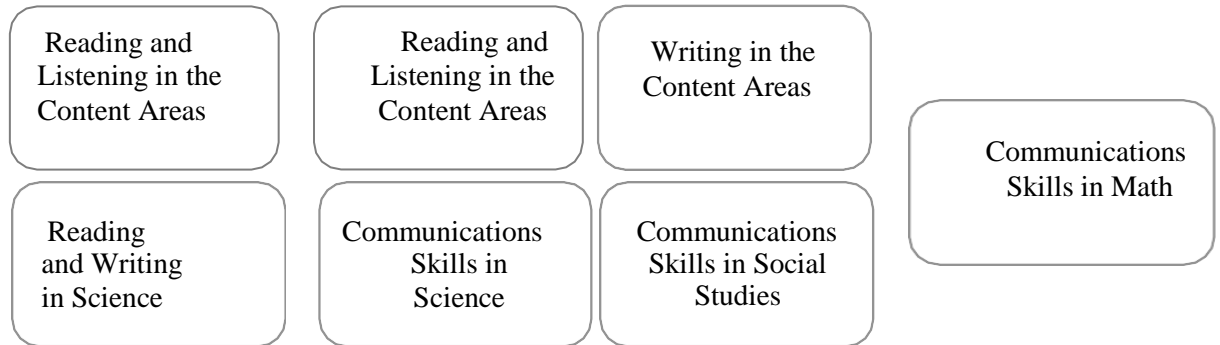 Reading and
Listening in the
Content Areas
Reading and
Listening in the
Content Areas
Writing in the
Content Areas
Communications
Skills in Math
Reading
and Writing
in Science
Communications
Skills in
Science
Communications
Skills in Social
Studies